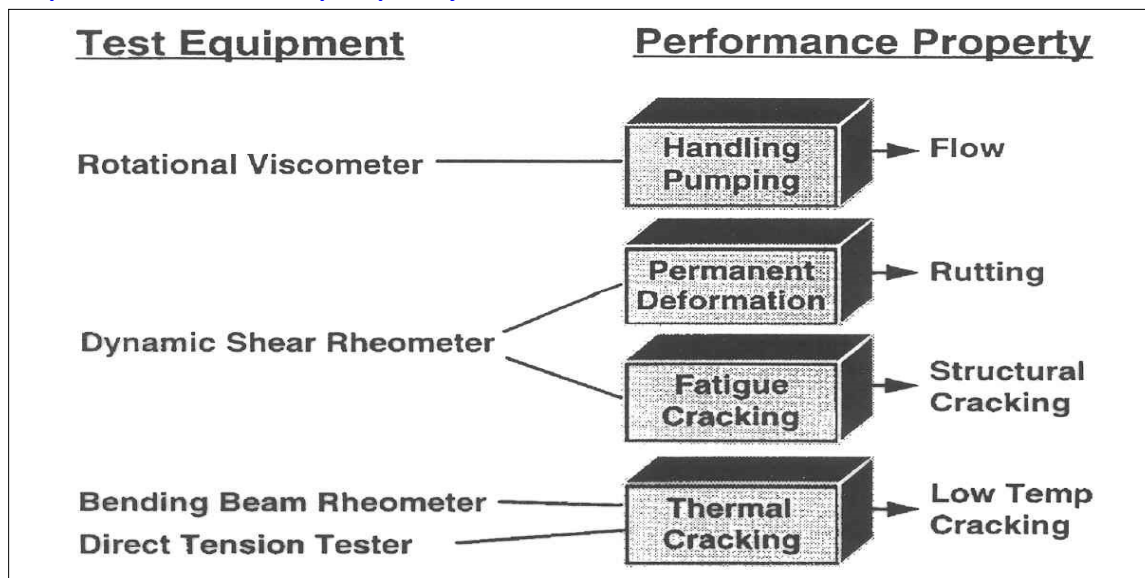 Test Equipment
Performance Property
Rotational Viscometer
Handling
Pumping
Flow
Dynamic Shear Rheometer
Permanent
Deformation
Rutting
Fatigue
Cracking
Structural
Cracking
Bending Beam Rheometer
Direct Tension Tester
Thermal
Cracking
Low Temp
Cracking